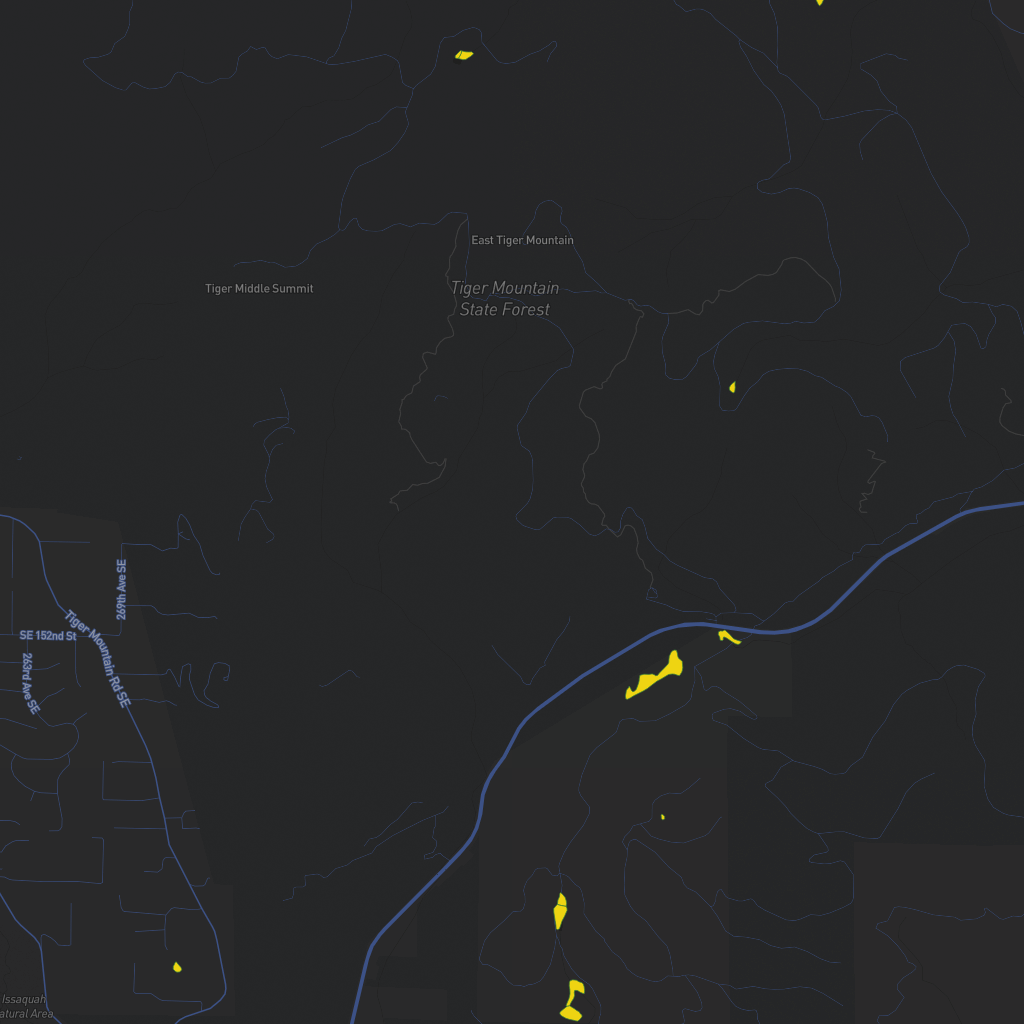 East Tiger Mountain
Tiger Middle Summit
Tiger Mountain
State Forest
269th Ave SE
Tiger Mountain Rd SE
SE 152nd St
263rd Ave SE
Issaquah
atural Area